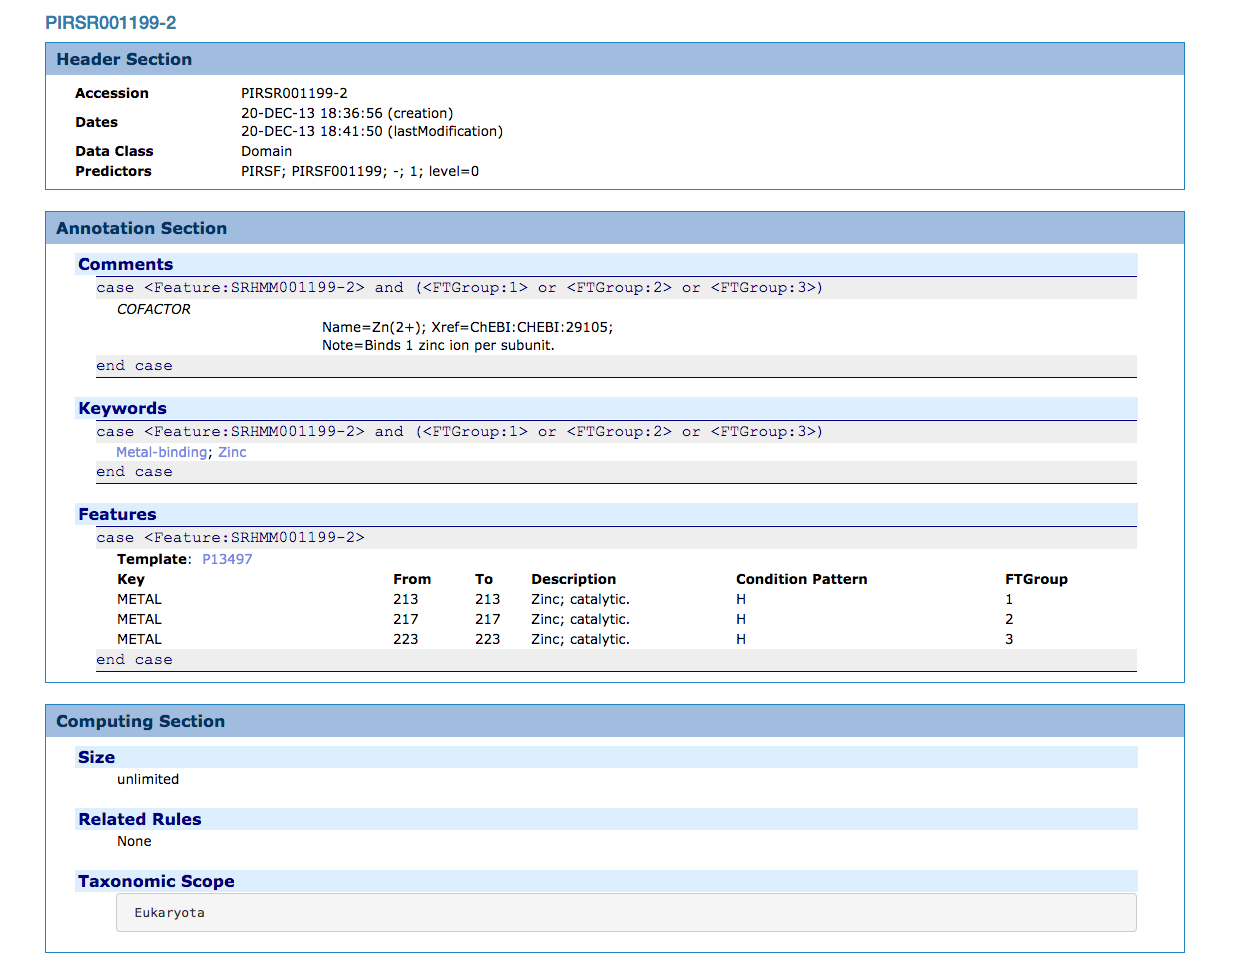 PIRSR001199-2
Header Section
Accession PIRSR001199-2
Dates 20-DEC-13 18:36:56 (creation)
20-DEC-13 18:41:50 (lastModification)
Data Class Domain
Predictors PIRSF; PIRSF001199; -; 1; level=0
Annotation Section
Comments
case <Feature:SRHMM001199-2> and (<FTGroup:1> or <FTGroup:2> or <FTGroup:3>)
COFACTOR
Name=Zn(2+); Xref=ChEBI:CHEBI:29105;
Note=Binds 1 zinc ion per subunit.
end case
Keywords
case <Feature:SRHMM001199-2> and (<FTGroup:1> or <FTGroup:2> or <FTGroup:3>)
Metal-binding; Zinc
end case
Features
case <Feature:SRHMM001199-2>
Template: P13497
Key From To Description Condition Pattern FTGroup
METAL 213 213 Zinc; catalytic. H 1
METAL 217 217 Zinc; catalytic. H 2
METAL 223 223 Zinc; catalytic. H 3
end case
Computing Section
Size
unlimited
Related Rules
None
Taxonomic Scope
Eukaryota